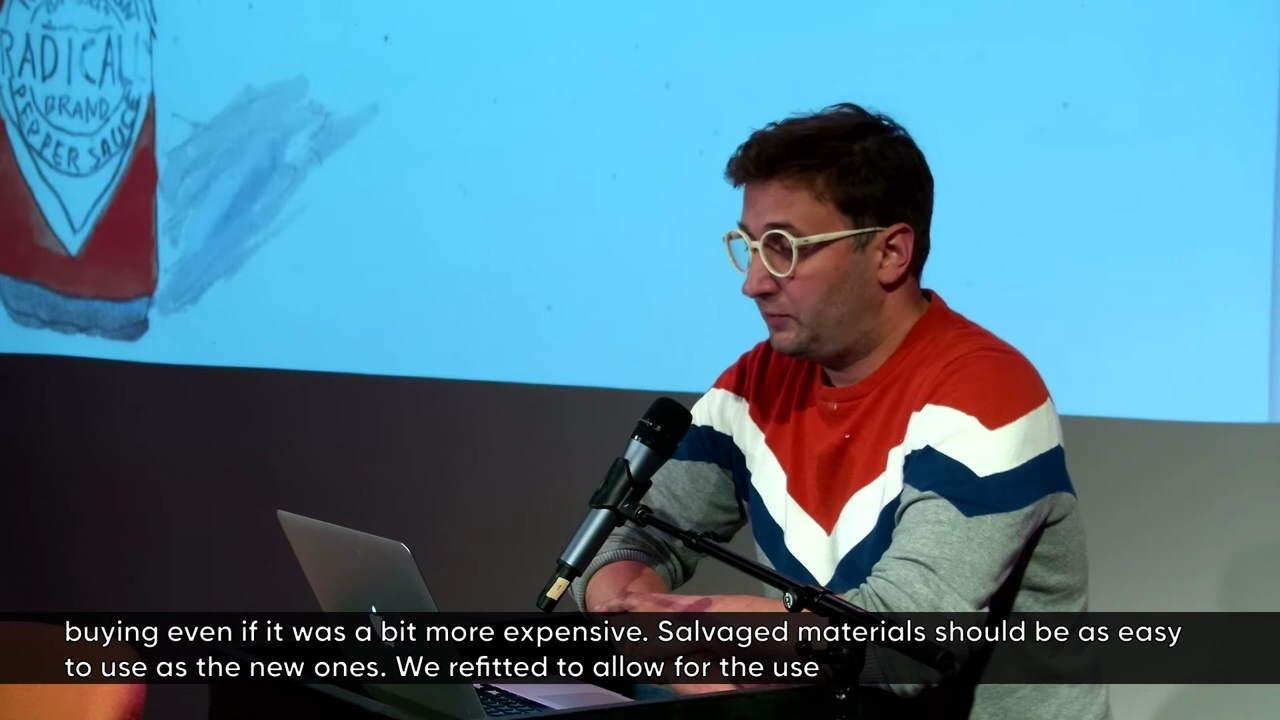 RADICAL
BRAND
PEPPER SAUCE
buying even if it was a bit more expensive. Salvaged materials should be as easy
to use as the new ones. We refitted to allow for the use